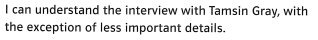 I can understand the interview with Tamsin Gray, with
the exception of less important details.